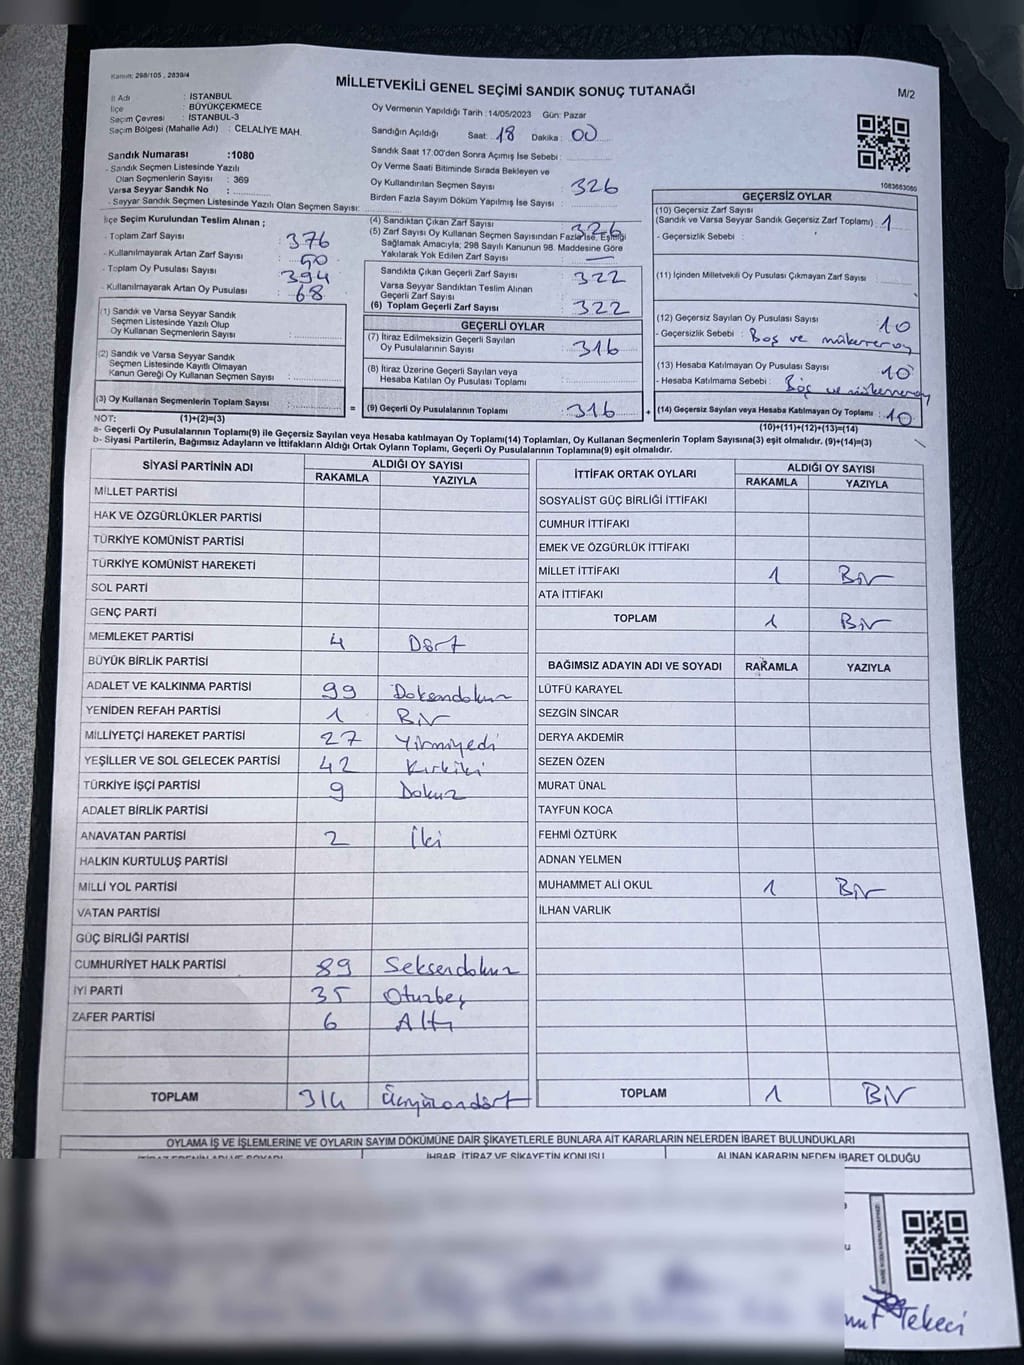 Kanun: 298/105 , 2839/4
MİLLETVEKİLİ GENEL SEÇİMİ SANDIK SONUÇ TUTANAĞI
M/2
İl Adı : İSTANBUL
İlçe : BÜYÜKÇEKMECE
Seçim Çevresi : İSTANBUL-3
Seçim Bölgesi (Mahalle Adı) : CELALİYE MAH.
Sandık Numarası :1080
- Sandık Seçmen Listesinde Yazılı
Olan Seçmenlerin Sayısı : 369
Varsa Seyyar Sandık No :
- Seyyar Sandık Seçmen Listesinde Yazılı Olan Seçmen Sayısı:
Oy Vermenin Yapıldığı Tarih :14/05/2023 Gün: Pazar
Sandığın Açıldığı Saat: 18 Dakika: 00
Sandık Saat 17:00'den Sonra Açımış İse Sebebi :
Oy Verme Saati Bitiminde Sırada Bekleyen ve
Oy Kullandırılan Seçmen Sayısı : 326
Birden Fazla Sayım Döküm Yapılmış İse Sayısı :
1083683080
İlçe Seçim Kurulundan Teslim Alınan ;
- Toplam Zarf Sayısı : 376
- Kullanılmayarak Artan Zarf Sayısı : 50
- Toplam Oy Pusulası Sayısı : 394
- Kullanılmayarak Artan Oy Pusulası : 68
(1) Sandık ve Varsa Seyyar Sandık
Seçmen Listesinde Yazılı Olup
Oy Kullanan Seçmenlerin Sayısı :
(2) Sandık ve Varsa Seyyar Sandık
Seçmen Listesinde Kayıtlı Olmayan
Kanun Gereği Oy Kullanan Seçmen Sayısı :
(3) Oy Kullanan Seçmenlerin Toplam Sayısı :
(4) Sandıktan Çıkan Zarf Sayısı : 326
(5) Zarf Sayısı Oy Kullanan Seçmen Sayısından Fazla İse, Eşitliği
Sağlamak Amacıyla; 298 Sayılı Kanunun 98. Maddesine Göre
Yakılarak Yok Edilen Zarf Sayısı : —
Sandıkta Çıkan Geçerli Zarf Sayısı : 322
Varsa Seyyar Sandıktan Teslim Alınan
Geçerli Zarf Sayısı
(6) Toplam Geçerli Zarf Sayısı : 322
GEÇERLİ OYLAR
(7) İtiraz Edilmeksizin Geçerli Sayılan
Oy Pusulalarının Sayısı : 316
(8) İtiraz Üzerine Geçerli Sayılan veya
Hesaba Katılan Oy Pusulası Toplamı :
= (9) Geçerli Oy Pusulalarının Toplamı : 316 +
GEÇERSİZ OYLAR
(10) Geçersiz Zarf Sayısı
(Sandık ve Varsa Seyyar Sandık Geçersiz Zarf Toplamı) : 1
- Geçersizlik Sebebi :
(11) İçinden Milletvekili Oy Pusulası Çıkmayan Zarf Sayısı
(12) Geçersiz Sayılan Oy Pusulası Sayısı : 10
- Geçersizlik Sebebi : Boş ve mükerrer oy
(13) Hesaba Katılmayan Oy Pusulası Sayısı : 10
- Hesaba Katılmama Sebebi : Boş ve mükerrer oy
(14) Geçersiz Sayılan veya Hesaba Katılmayan Oy Toplamı : 10
NOT: (1)+(2)=(3)
(10)+(11)+(12)+(13)=(14)
a- Geçerli Oy Pusulalarının Toplamı(9) ile Geçersiz Sayılan veya Hesaba katılmayan Oy Toplamı(14) Toplamları, Oy Kullanan Seçmenlerin Toplam Sayısına(3) eşit olmalıdır. (9)+(14)=(3)
b- Siyasi Partilerin, Bağımsız Adayların ve İttifakların Aldığı Ortak Oyların Toplamı, Geçerli Oy Pusulalarının Toplamına(9) eşit olmalıdır.
SİYASİ PARTİNİN ADI ALDIĞI OY SAYISI
RAKAMLA YAZIYLA
MİLLET PARTİSİ
HAK VE ÖZGÜRLÜKLER PARTİSİ
TÜRKİYE KOMÜNİST PARTİSİ
TÜRKİYE KOMÜNİST HAREKETİ
SOL PARTİ
GENÇ PARTİ
MEMLEKET PARTİSİ 4 Dört
BÜYÜK BİRLİK PARTİSİ
ADALET VE KALKINMA PARTİSİ 99 Doksandokuz
YENİDEN REFAH PARTİSİ 1 Bir
MİLLİYETÇİ HAREKET PARTİSİ 27 Yirmiyedi
YEŞİLLER VE SOL GELECEK PARTİSİ 42 Kırkiki
TÜRKİYE İŞÇİ PARTİSİ 9 Dokuz
ADALET BİRLİK PARTİSİ
ANAVATAN PARTİSİ 2 İki
HALKIN KURTULUŞ PARTİSİ
MİLLİ YOL PARTİSİ
VATAN PARTİSİ
GÜÇ BİRLİĞİ PARTİSİ
CUMHURİYET HALK PARTİSİ 89 Seksendokuz
İYİ PARTİ 35 Otuzbeş
ZAFER PARTİSİ 6 Altı
TOPLAM 314 Üçyüzondört
İTTİFAK ORTAK OYLARI ALDIĞI OY SAYISI
RAKAMLA YAZIYLA
SOSYALİST GÜÇ BİRLİĞİ İTTİFAKI
CUMHUR İTTİFAKI
EMEK VE ÖZGÜRLÜK İTTİFAKI
MİLLET İTTİFAKI 1 Bir
ATA İTTİFAKI
TOPLAM 1 Bir
BAĞIMSIZ ADAYIN ADI VE SOYADI RAKAMLA YAZIYLA
LÜTFÜ KARAYEL
SEZGİN SİNCAR
DERYA AKDEMİR
SEZEN ÖZEN
MURAT ÜNAL
TAYFUN KOCA
FEHMİ ÖZTÜRK
ADNAN YELMEN
MUHAMMET ALİ OKUL 1 Bir
İLHAN VARLIK
TOPLAM 1 Bir
OYLAMA İŞ VE İŞLEMLERİNE VE OYLARIN SAYIM DÖKÜMÜNE DAİR ŞİKAYETLERLE BUNLARA AİT KARARLARIN NELERDEN İBARET BULUNDUKLARI
İTİRAZ EDENİN ADI VE SOYADI İHBAR, İTİRAZ VE ŞİKAYETİN KONUSU ALINAN KARARIN NEDEN İBARET OLDUĞU
Tekeci